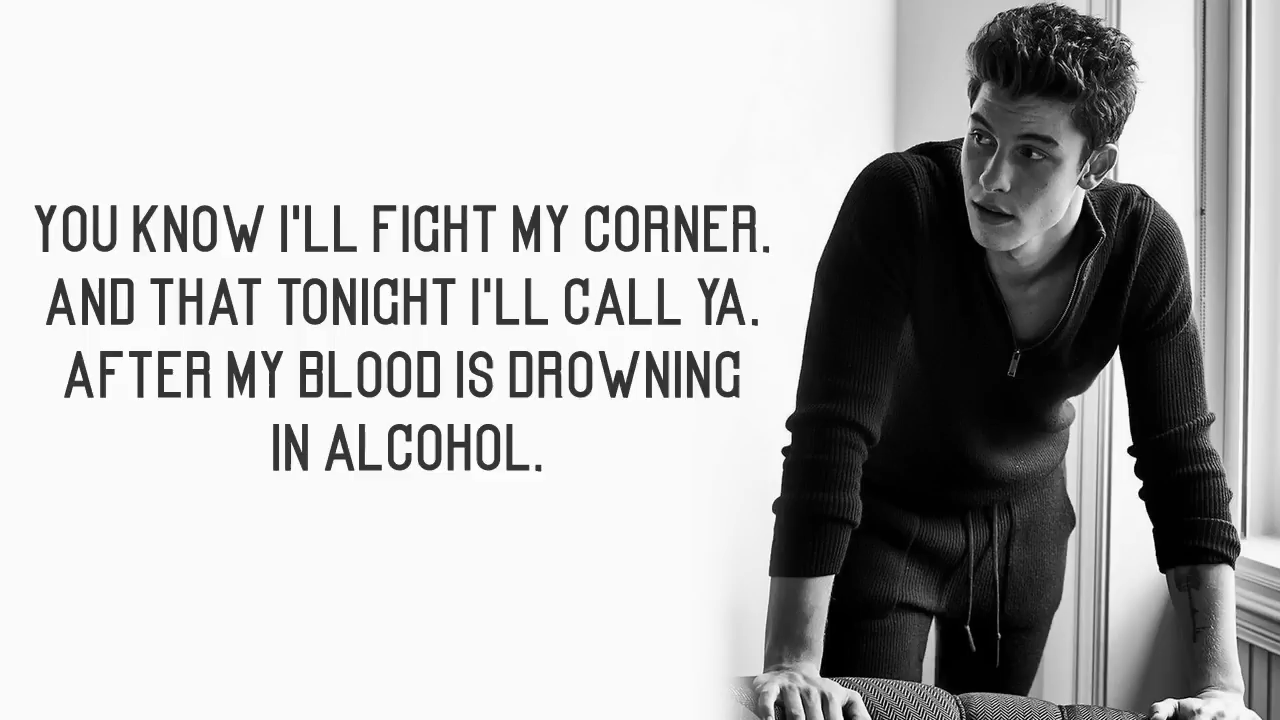 YOU KNOW I'LL FIGHT MY CORNER.
AND THAT TONIGHT I'LL CALL YA.
AFTER MY BLOOD IS DROWNING
IN ALCOHOL.